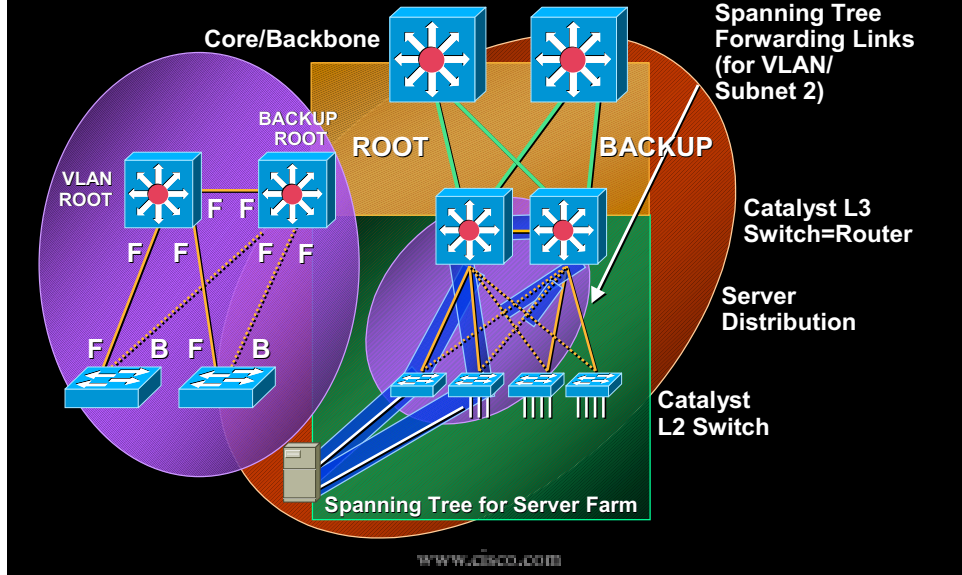 Core/Backbone
Spanning Tree
Forwarding Links
(for VLAN/
Subnet 2)
BACKUP
ROOT
ROOT
BACKUP
VLAN
ROOT
F F
F F F F
F B F B
Catalyst L3
Switch=Router
Server
Distribution
Catalyst
L2 Switch
Spanning Tree for Server Farm
www.cisco.com